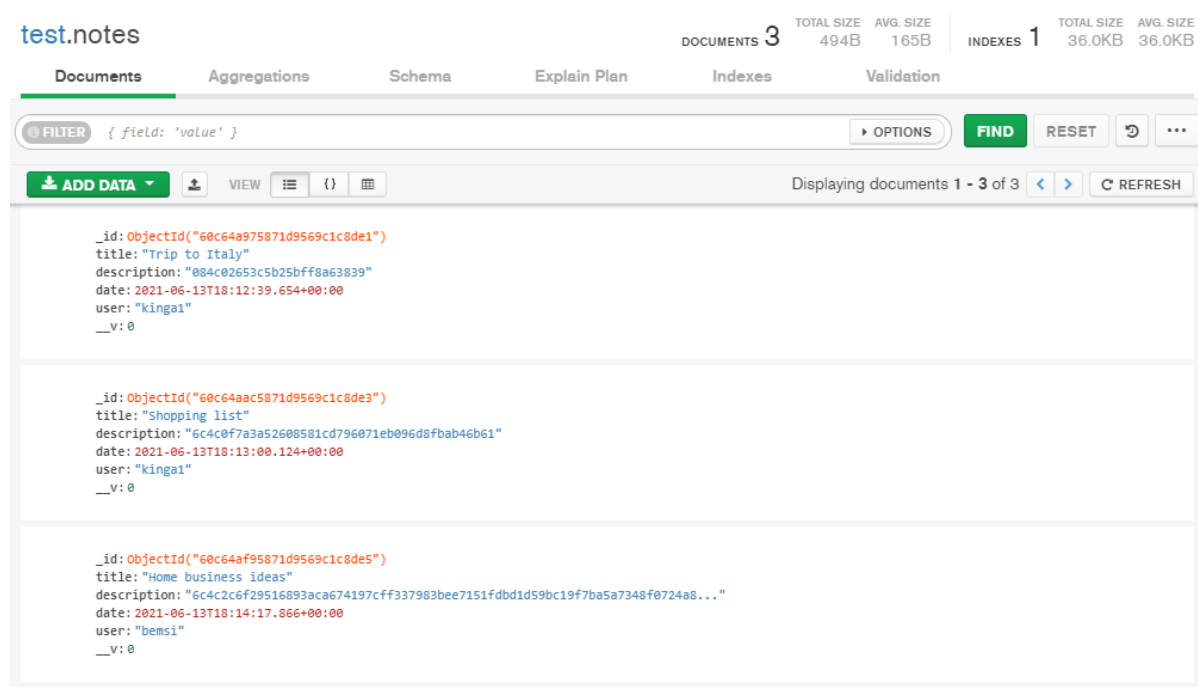 test.notes
DOCUMENTS 3 TOTAL SIZE 494B AVG. SIZE 165B INDEXES 1 TOTAL SIZE 36.0KB AVG. SIZE 36.0KB
Documents Aggregations Schema Explain Plan Indexes Validation
FILTER { field: 'value' } OPTIONS FIND RESET
ADD DATA VIEW {} Displaying documents 1 - 3 of 3 < > REFRESH
_id: ObjectId("60c64a975871d9569c1c8de1")
title: "Trip to Italy"
description: "084c02653c5b25bff8a63839"
date: 2021-06-13T18:12:39.654+00:00
user: "kinga1"
__v: 0
_id: ObjectId("60c64aac5871d9569c1c8de3")
title: "Shopping list"
description: "6c4c0f7a3a52608581cd796071eb096d8fbab46b61"
date: 2021-06-13T18:13:00.124+00:00
user: "kinga1"
__v: 0
_id: ObjectId("60c64af95871d9569c1c8de5")
title: "Home business ideas"
description: "6c4c2c6f29516893aca674197cff337983bee7151fdbd1d59bc19f7ba5a7348f0724a8..."
date: 2021-06-13T18:14:17.866+00:00
user: "bemsi"
__v: 0